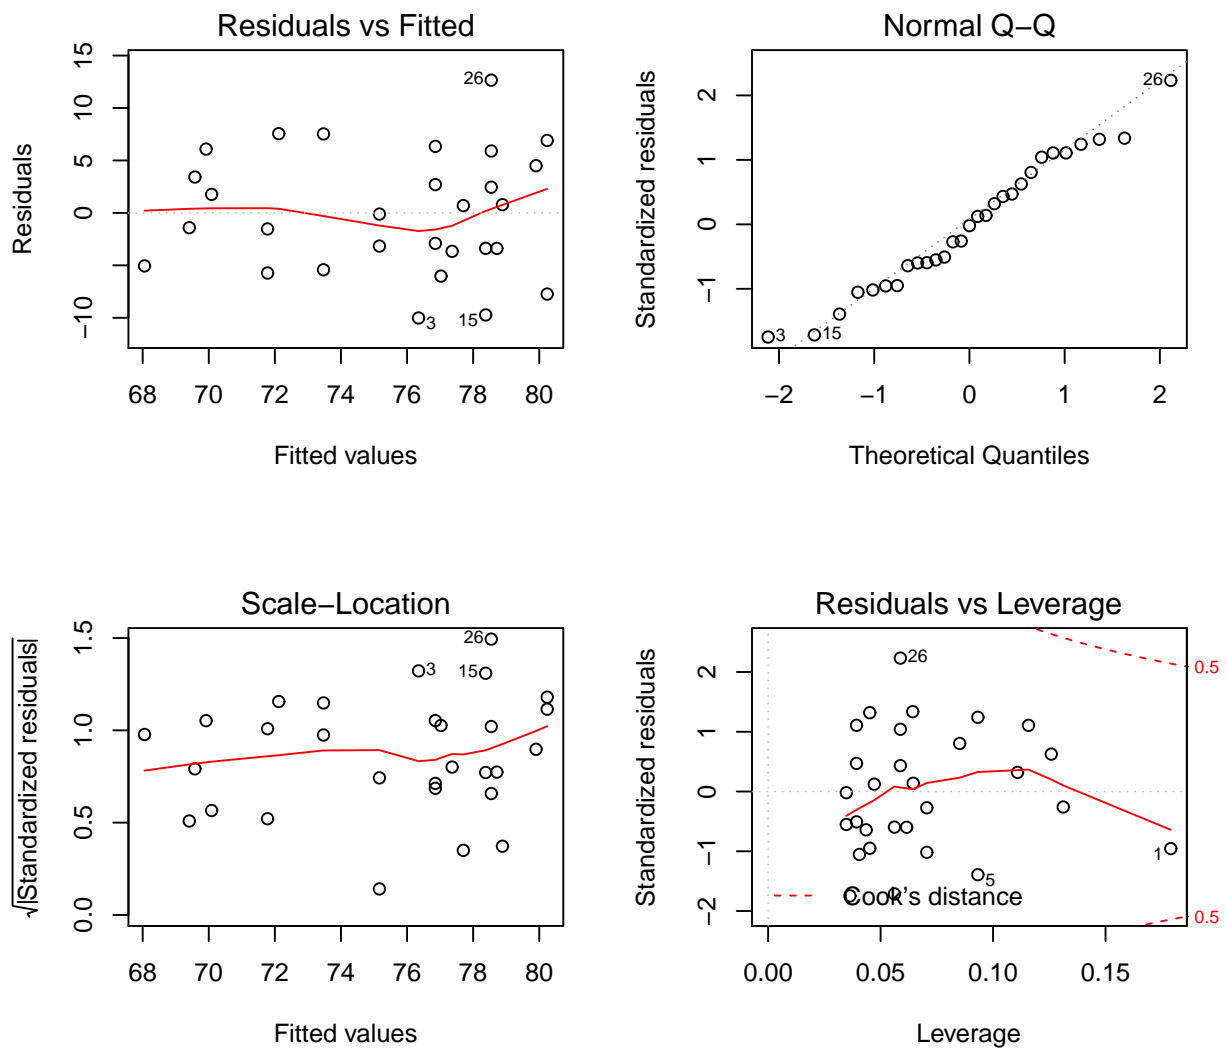 Residuals vs Fitted
Residuals
15
10
5
0
−10
26
3
15
68 70 72 74 76 78 80
Fitted values
Normal Q−Q
Standardized residuals
2
1
0
−1
26
3
15
−2 −1 0 1 2
Theoretical Quantiles
Scale−Location
√|Standardized residuals|
1.5
1.0
0.5
0.0
26
3
15
68 70 72 74 76 78 80
Fitted values
Residuals vs Leverage
Standardized residuals
2
1
0
−1
−2
26
0.5
1
5
Cook's distance
0.5
0.00 0.05 0.10 0.15
Leverage